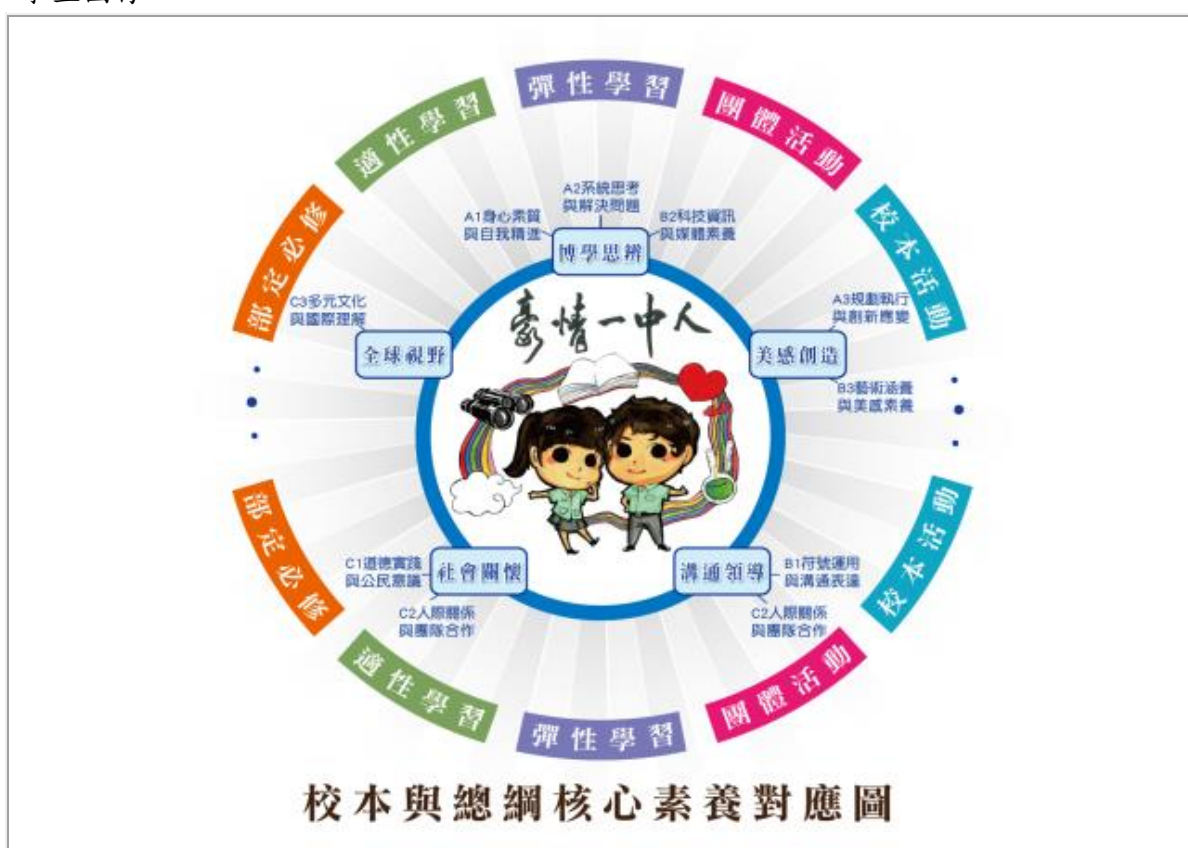 彈性學習
適性學習
團體活動
部定必修
校本活動
A2系統思考
與解決問題
A1身心素質
與自我精進
B2科技資訊
與媒體素養
博學思辨
豪情一中人
C3多元文化
與國際理解
全球視野
A3規劃執行
與創新應變
美感創造
B3藝術涵養
與美感素養
部定必修
校本活動
C1道德實踐
與公民意識
社會關懷
C2人際關係
與團隊合作
溝通領導
B1符號運用
與溝通表達
C2人際關係
與團隊合作
適性學習
團體活動
彈性學習
校本與總綱核心素養對應圖